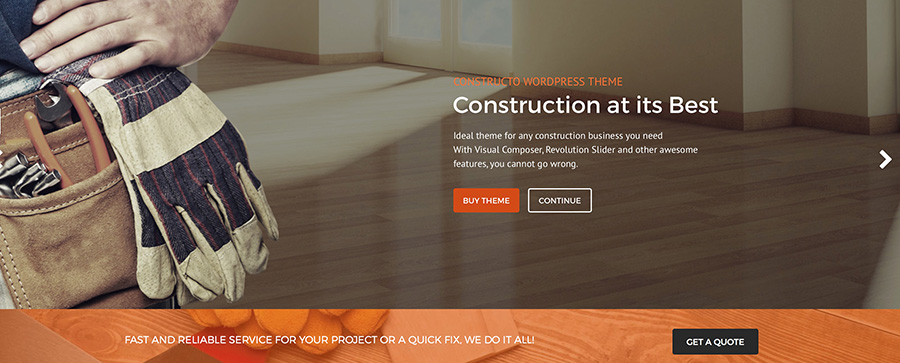 CONSTRUCTO WORDPRESS THEME
Construction at its Best
Ideal theme for any construction business you need
With Visual Composer, Revolution Slider and other awesome
features, you cannot go wrong.
BUY THEME
CONTINUE
FAST AND RELIABLE SERVICE FOR YOUR PROJECT OR A QUICK FIX, WE DO IT ALL!
GET A QUOTE